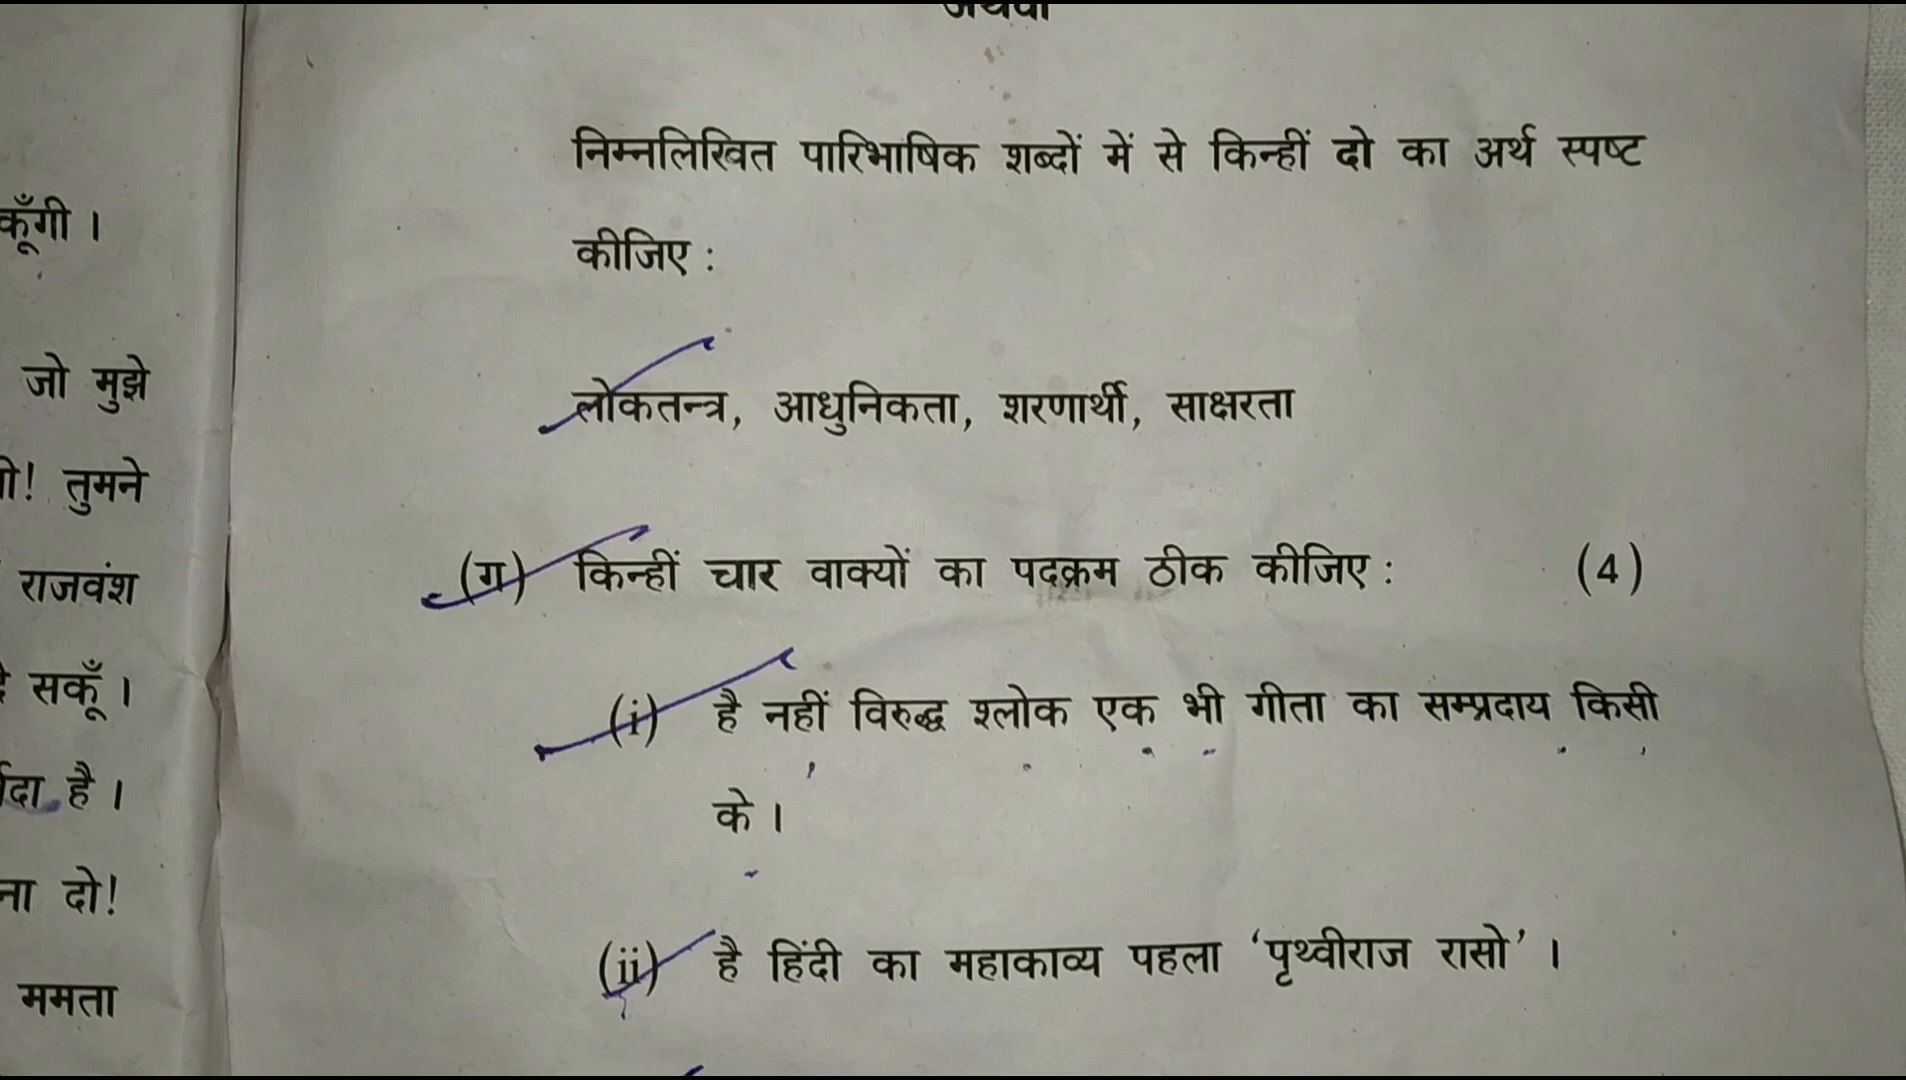 निम्नलिखित पारिभाषिक शब्दों में से किन्हीं दो का अर्थ स्पष्ट
कीजिए :
लोकतन्त्र, आधुनिकता, शरणार्थी, साक्षरता
(ग) किन्हीं चार वाक्यों का पदक्रम ठीक कीजिए : (4)
(i) है नहीं विरुद्ध श्लोक एक भी गीता का सम्प्रदाय किसी
के ।
(ii) है हिंदी का महाकाव्य पहला ‘पृथ्वीराज रासो’ ।
जो मुझे
तुमने
राजवंश
सकूँ ।
है ।
दो!
ममता